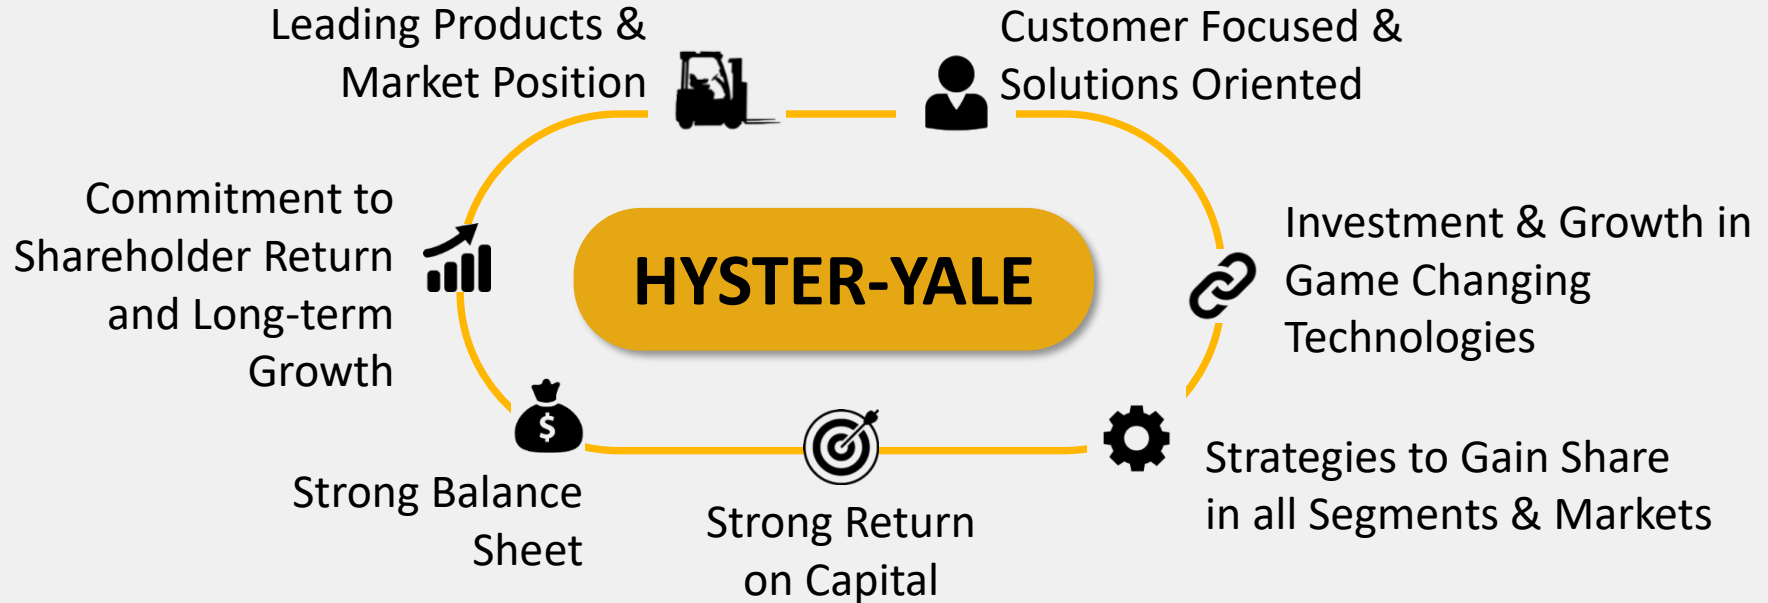 Leading Products &
Market Position
Customer Focused &
Solutions Oriented
Commitment to
Shareholder Return
and Long-term
Growth
HYSTER-YALE
Investment & Growth in
Game Changing
Technologies
$
Strong Balance
Sheet
Strong Return
on Capital
Strategies to Gain Share
in all Segments & Markets